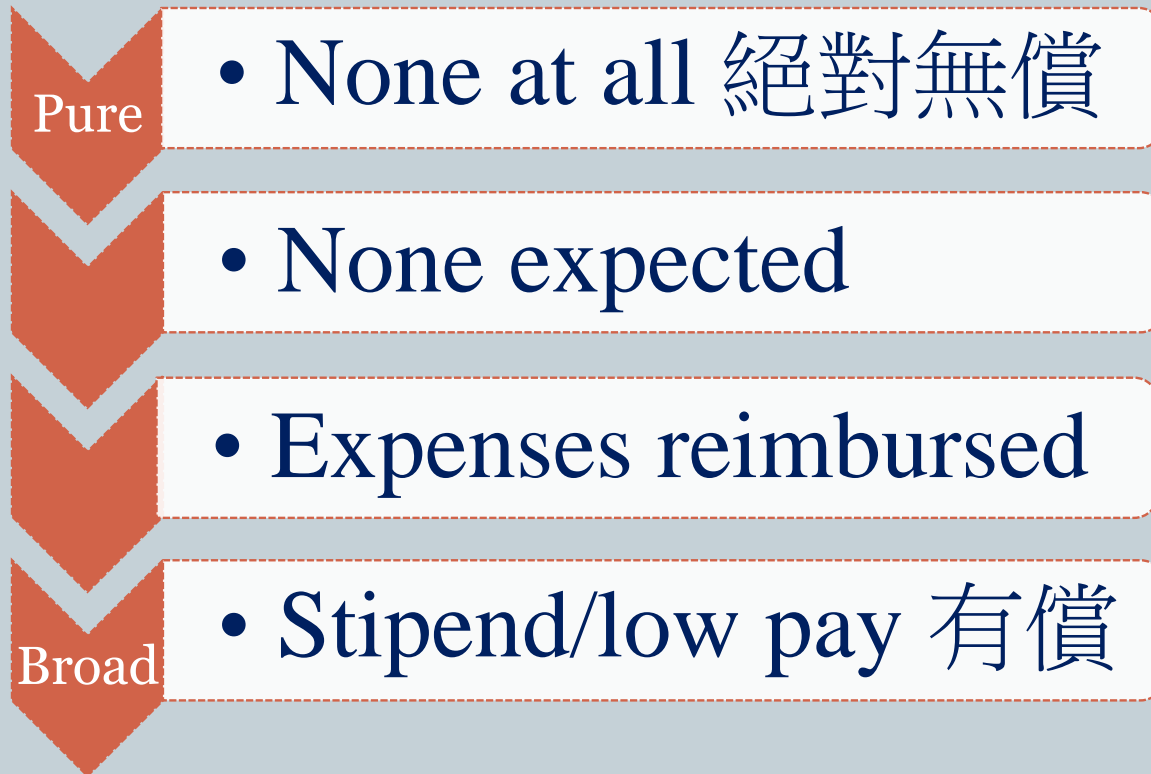 Pure
• None at all 絕對無償
• None expected
• Expenses reimbursed
Broad
• Stipend/low pay 有償